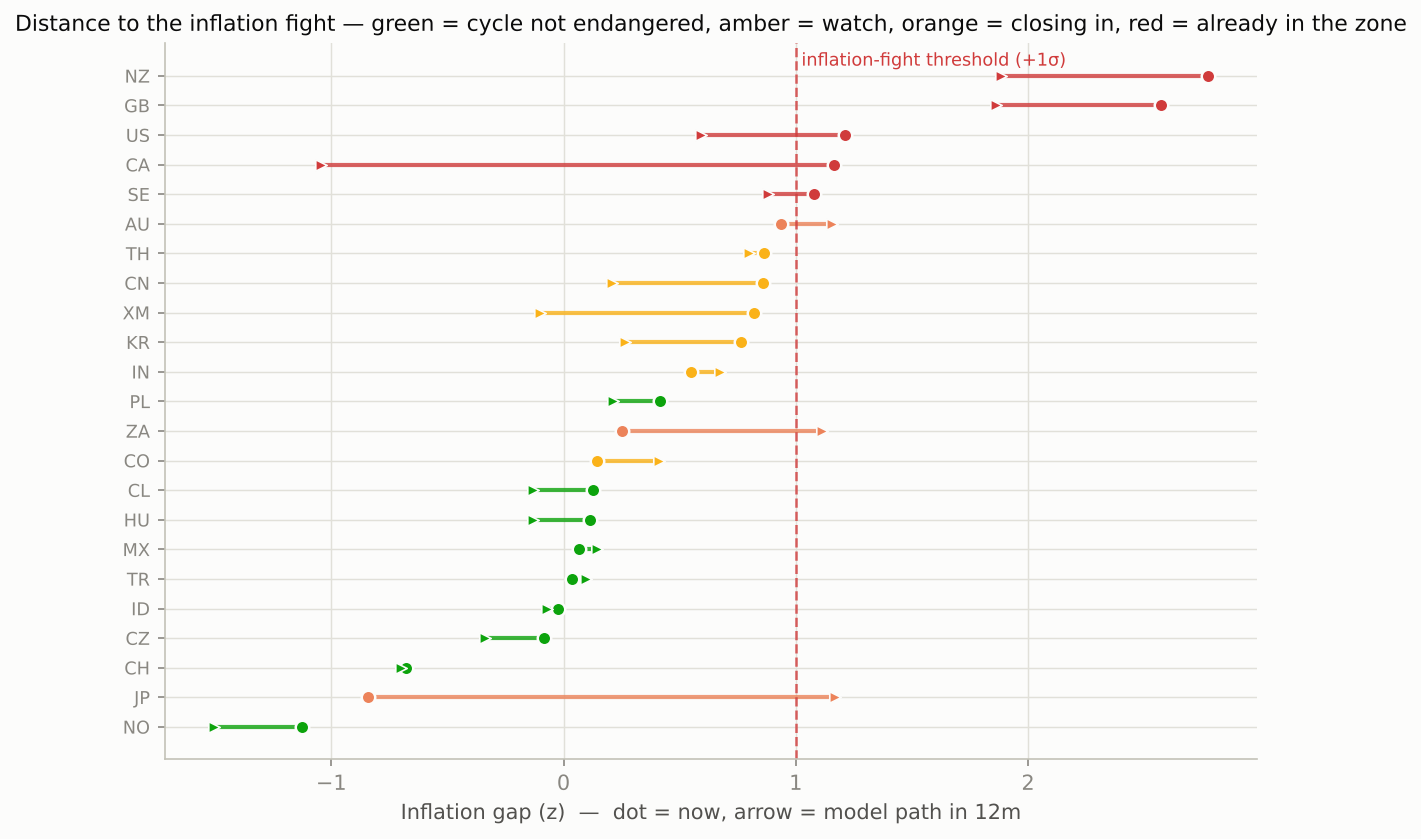 Distance to the inflation fight — green = cycle not endangered, amber = watch, orange = closing in, red = already in the zone
inflation-fight threshold (+1σ)
NZ
GB
US
CA
SE
AU
TH
CN
XM
KR
IN
PL
ZA
CO
CL
HU
MX
TR
ID
CZ
CH
JP
NO
−1
0
1
2
Inflation gap (z) — dot = now, arrow = model path in 12m